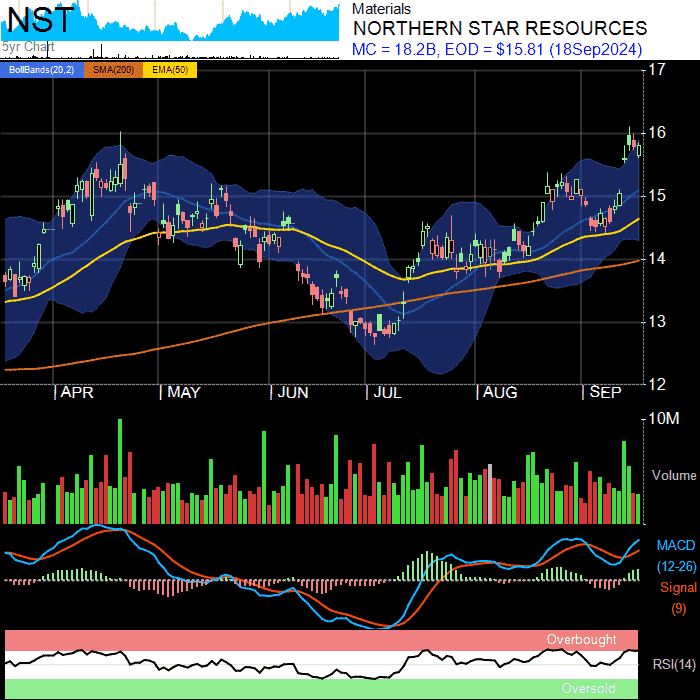 NST
5yr Chart
Materials
NORTHERN STAR RESOURCES
MC = 18.2B, EOD = $15.81 (18Sep2024)
BollBands(20,2) SMA(200) EMA(50)
17
16
15
14
13
12
APR MAY JUN JUL AUG SEP
10M
Volume
MACD
(12-26)
Signal
(9)
Overbought
RSI(14)
Oversold